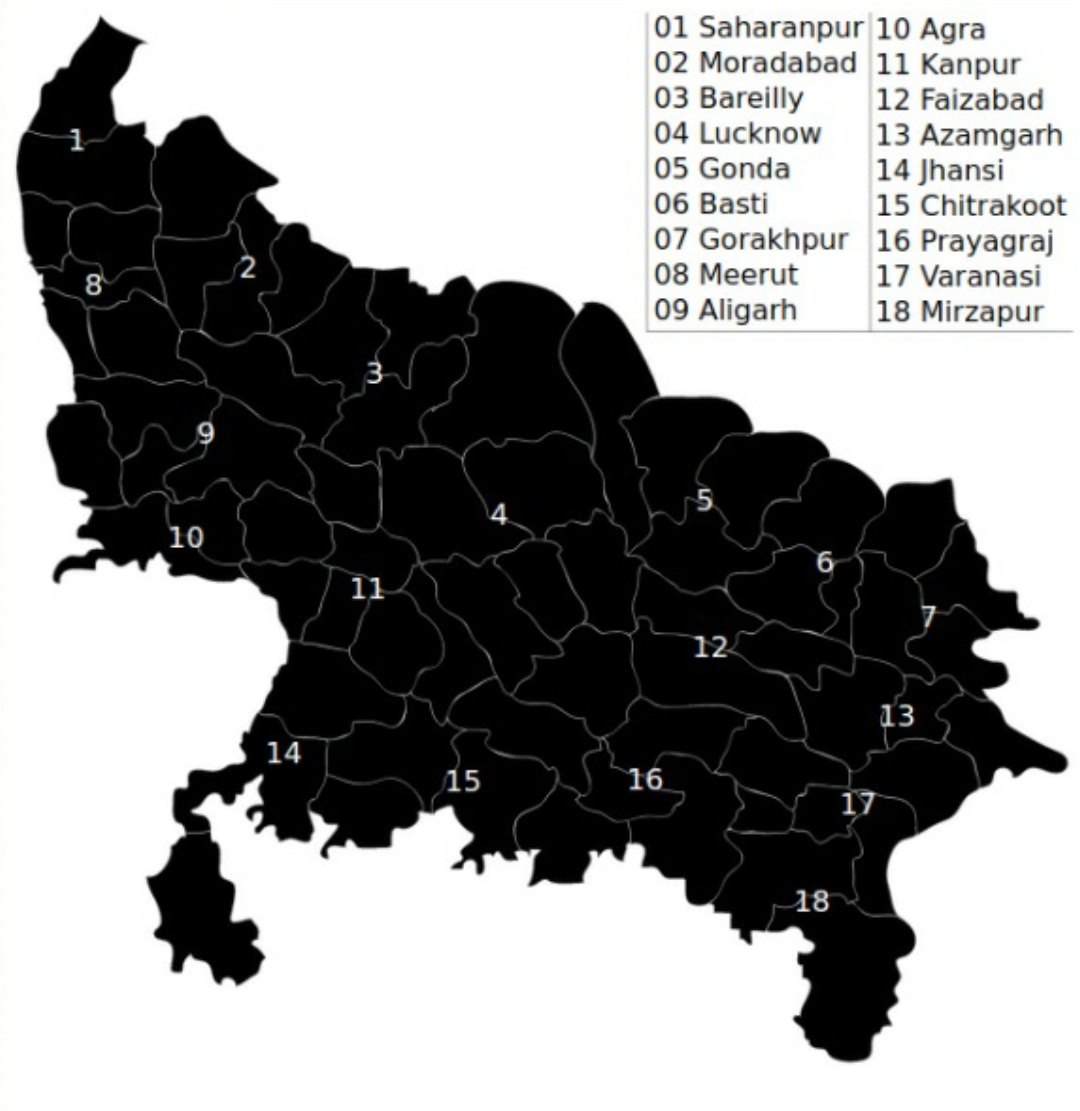 01 Saharanpur
02 Moradabad
03 Bareilly
04 Lucknow
05 Gonda
06 Basti
07 Gorakhpur
08 Meerut
09 Aligarh
10 Agra
11 Kanpur
12 Faizabad
13 Azamgarh
14 Jhansi
15 Chitrakoot
16 Prayagraj
17 Varanasi
18 Mirzapur
1
2
8
3
9
4
5
10
6
11
7
12
13
14
15
16
17
18